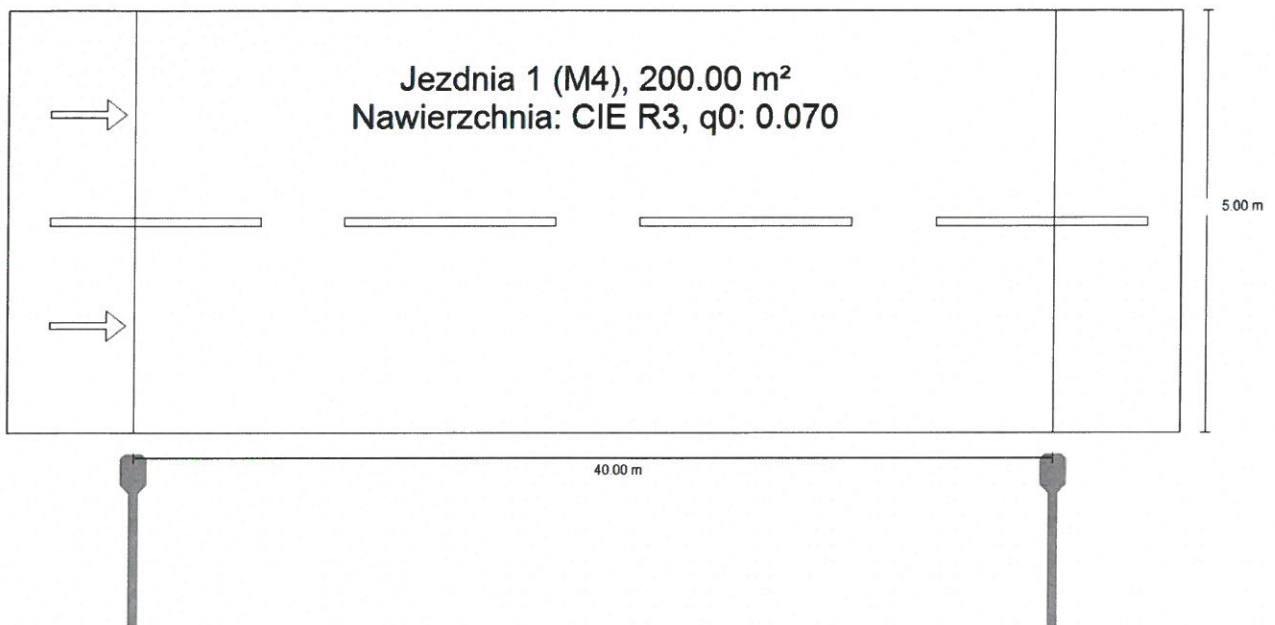 Jezdnia 1 (M4), 200.00 m²
Nawierzchnia: CIE R3, q0: 0.070
5.00 m
40.00 m